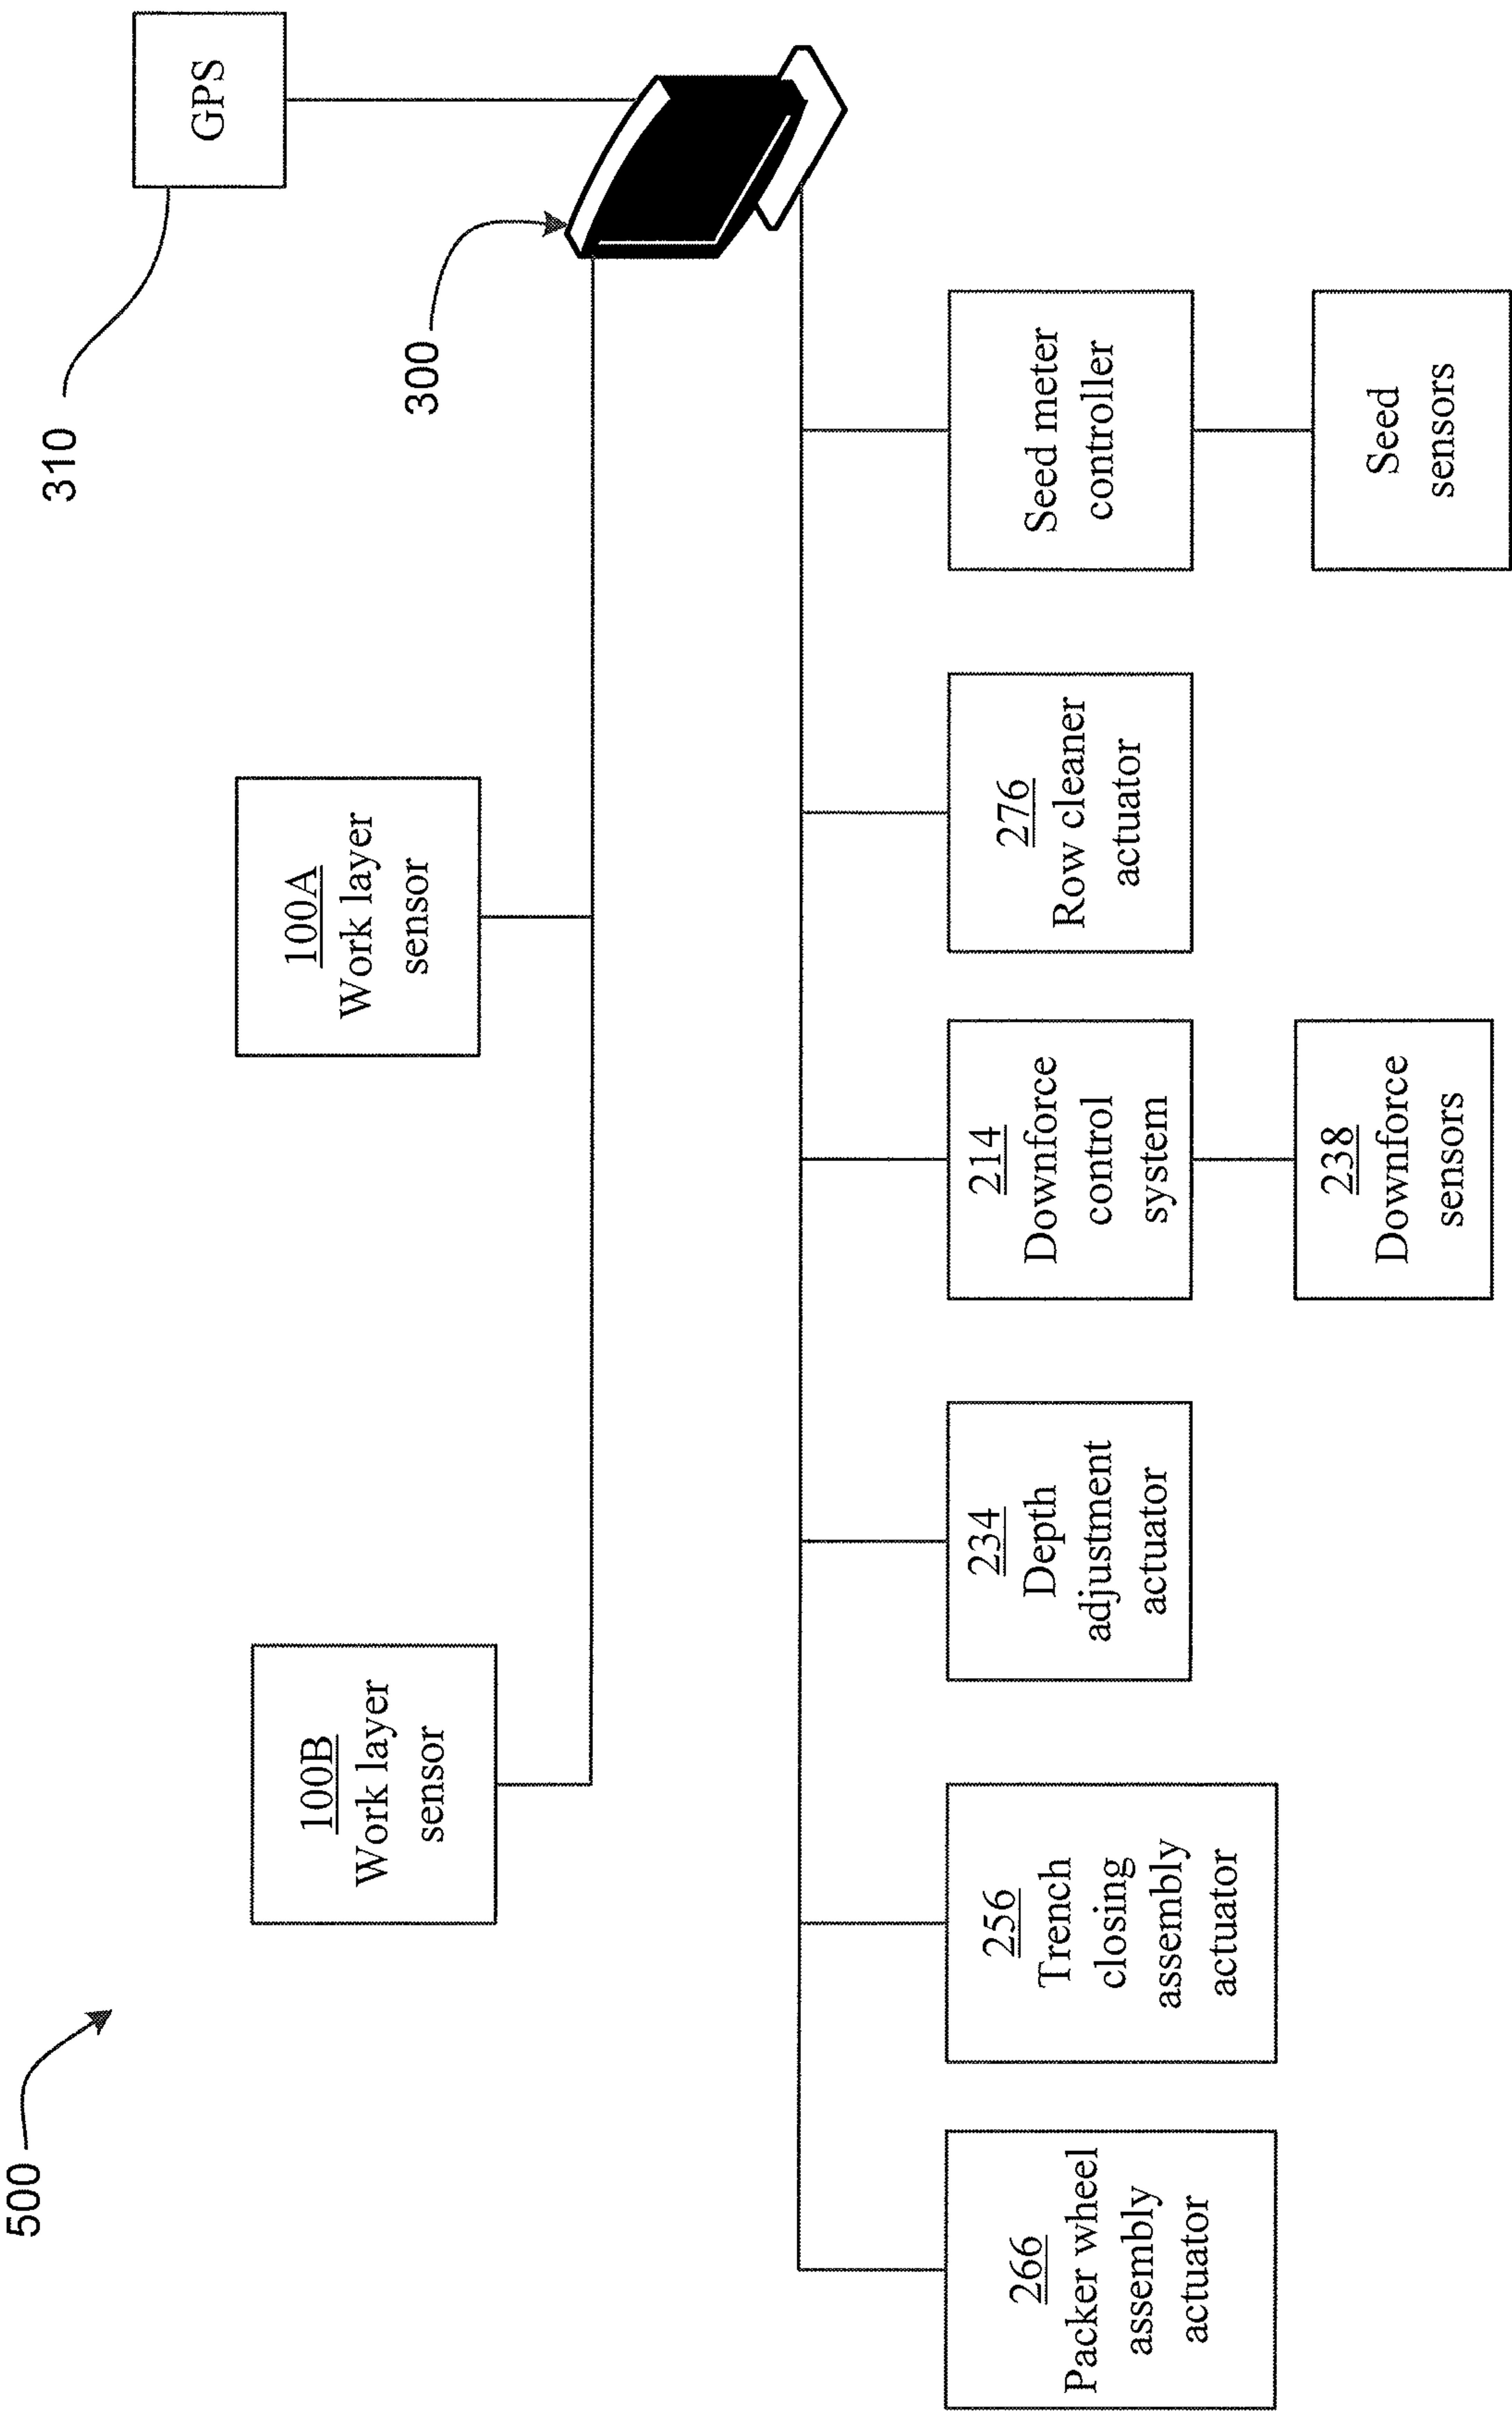 500
310
GPS
300
100B
Work layer
sensor
100A
Work layer
sensor
266
Packer wheel
assembly
actuator
256
Trench
closing
assembly
actuator
234
Depth
adjustment
actuator
214
Downforce
control
system
276
Row cleaner
actuator
Seed meter
controller
238
Downforce
sensors
Seed
sensors